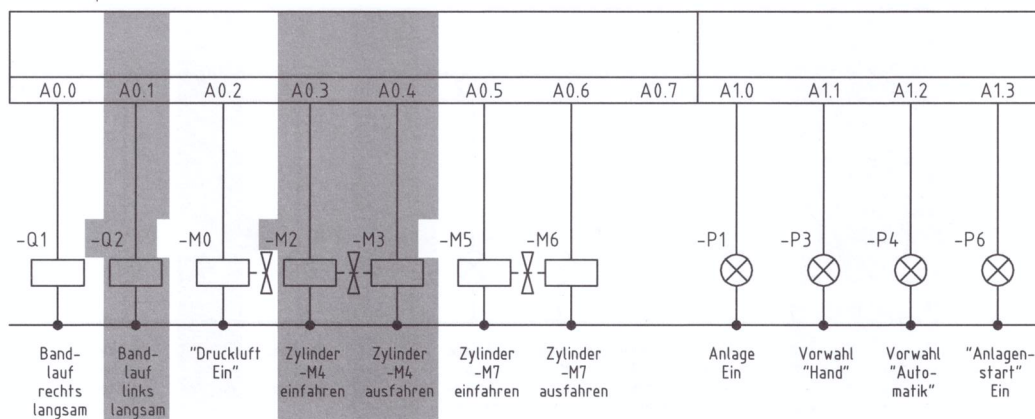 A0.0 A0.1 A0.2 A0.3 A0.4 A0.5 A0.6 A0.7 A1.0 A1.1 A1.2 A1.3
-Q1 -Q2 -M0 -M2 -M3 -M5 -M6 -P1 -P3 -P4 -P6
Band-
lauf
rechts
langsam
Band-
lauf
links
langsam
"Druckluft
Ein"
Zylinder
-M4
einfahren
Zylinder
-M4
ausfahren
Zylinder
-M7
einfahren
Zylinder
-M7
ausfahren
Anlage
Ein
Vorwahl
"Hand"
Vorwahl
"Auto-
matik"
"Anlagen-
start"
Ein